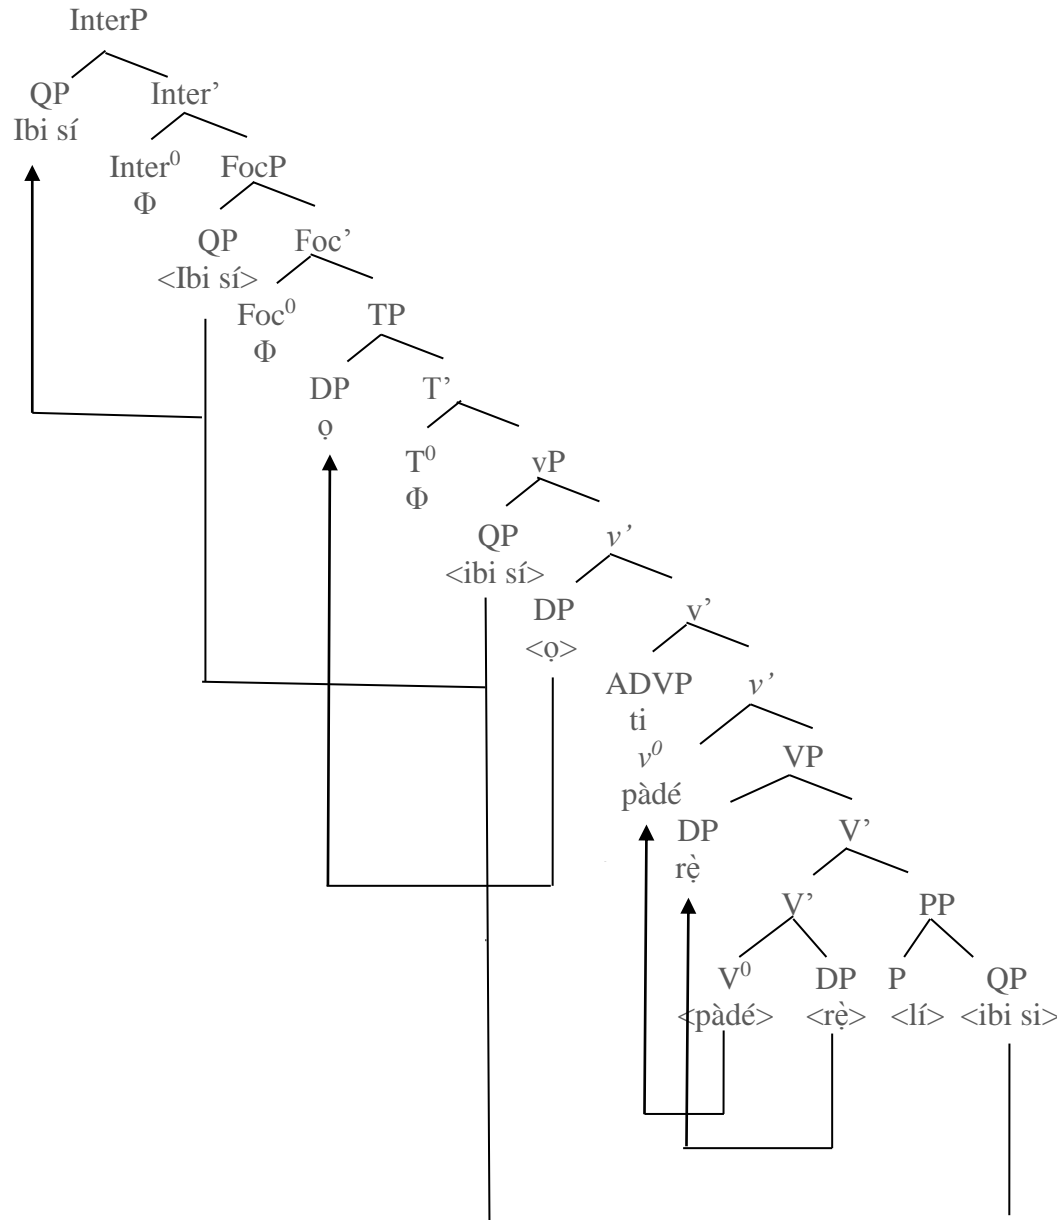 InterP
QP Inter’
Ibi sí
Inter⁰ FocP
Φ
QP Foc’
<Ibi sí>
Foc⁰ TP
Φ
DP T’
ọ
T⁰ vP
Φ
QP v’
<ibi sí>
DP v’
<ọ>
ADVP v’
ti
v⁰ VP
pàdé
DP V’
rẹ̀
V’ PP
V⁰ DP P QP
<pàdé> <rẹ̀> <lí> <ibi si>